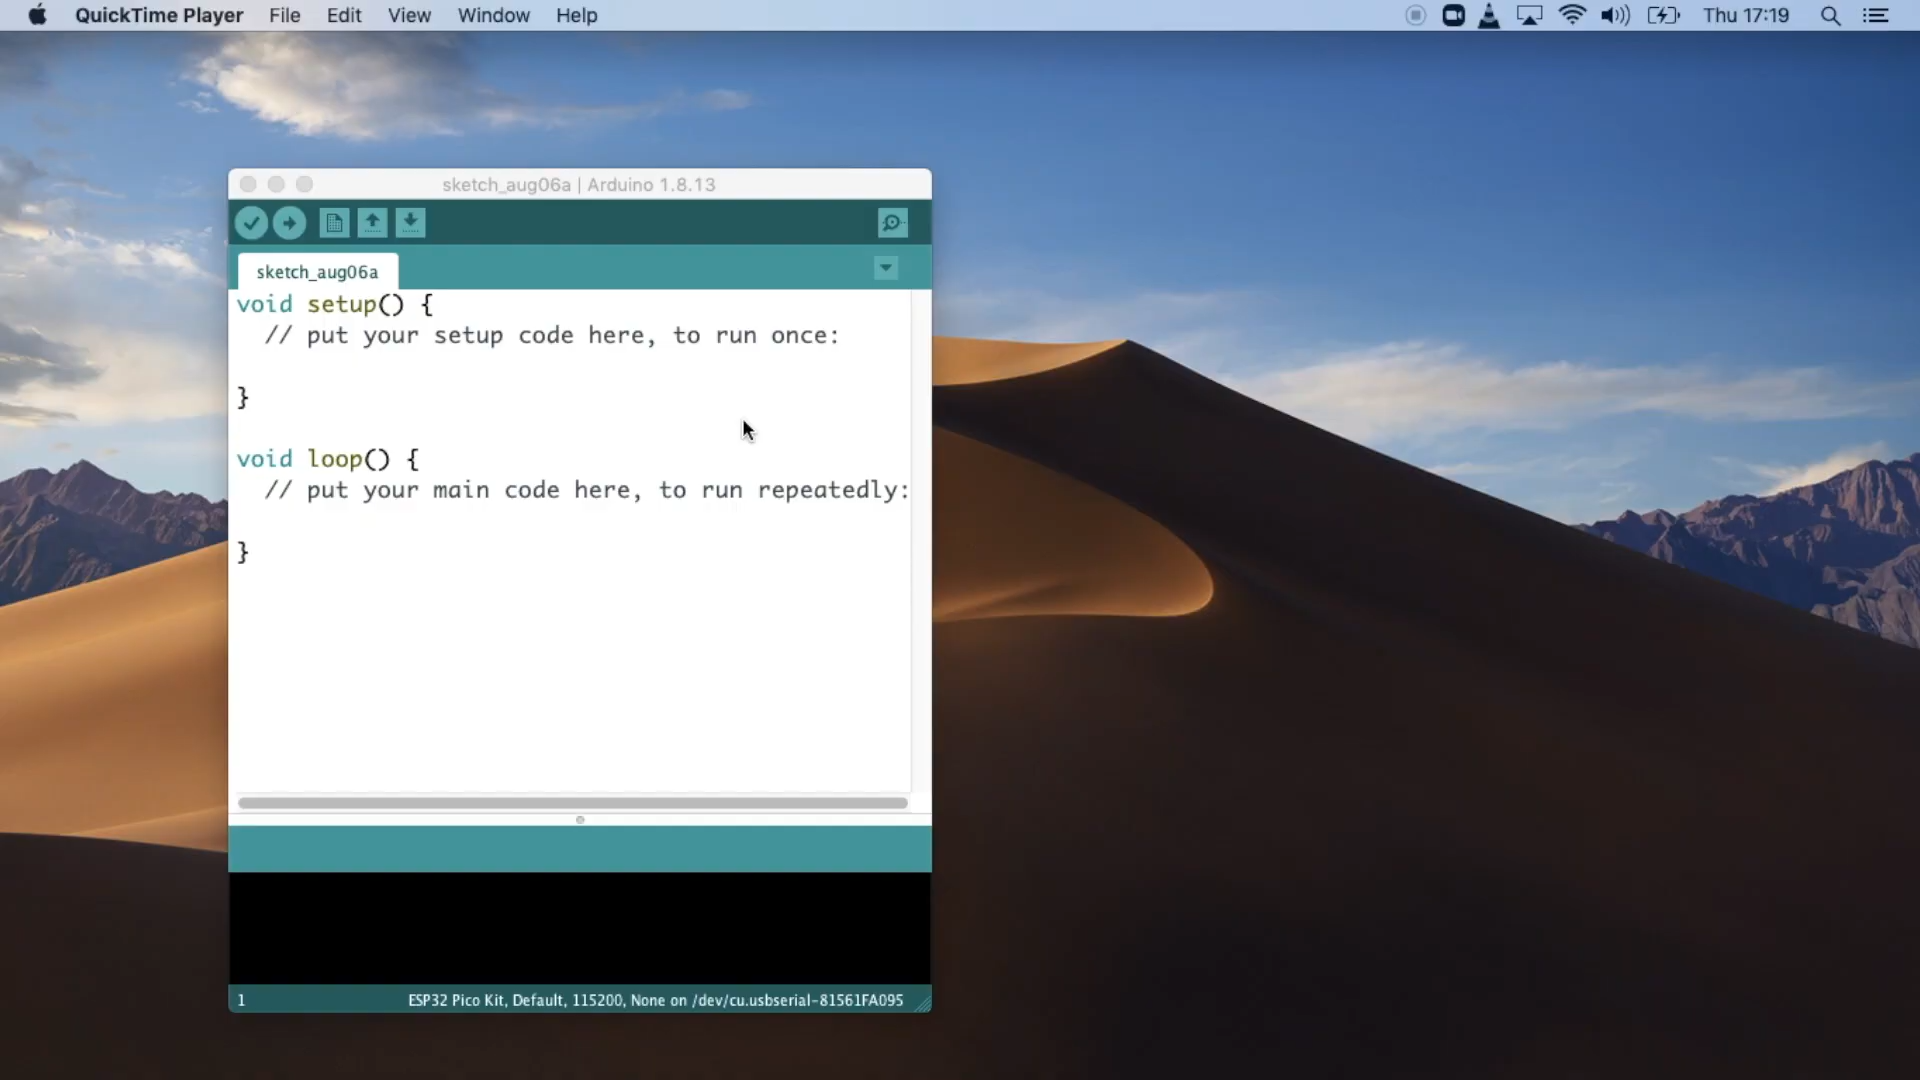 QuickTime Player File Edit View Window Help Thu 17:19
sketch_aug06a | Arduino 1.8.13
sketch_aug06a
void setup() {
  // put your setup code here, to run once:
}
void loop() {
  // put your main code here, to run repeatedly:
}
1 ESP32 Pico Kit, Default, 115200, None on /dev/cu.usbserial-81561FA095